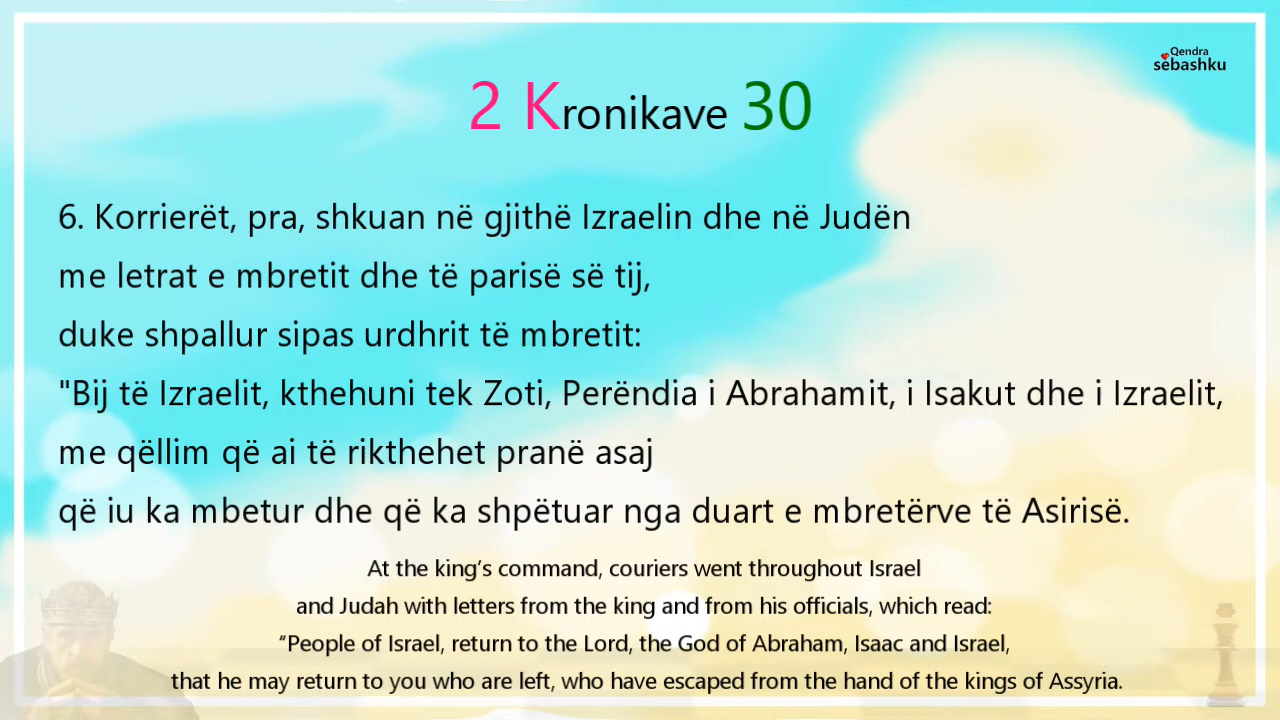 Qendra
sëbashku
2 Kronikave 30
6. Korrierët, pra, shkuan në gjithë Izraelin dhe në Judën
me letrat e mbretit dhe të parisë së tij,
duke shpallur sipas urdhrit të mbretit:
"Bij të Izraelit, kthehuni tek Zoti, Perëndia i Abrahamit, i Isakut dhe i Izraelit,
me qëllim që ai të rikthehet pranë asaj
që iu ka mbetur dhe që ka shpëtuar nga duart e mbretërve të Asirisë.
At the king’s command, couriers went throughout Israel
and Judah with letters from the king and from his officials, which read:
“People of Israel, return to the Lord, the God of Abraham, Isaac and Israel,
that he may return to you who are left, who have escaped from the hand of the kings of Assyria.